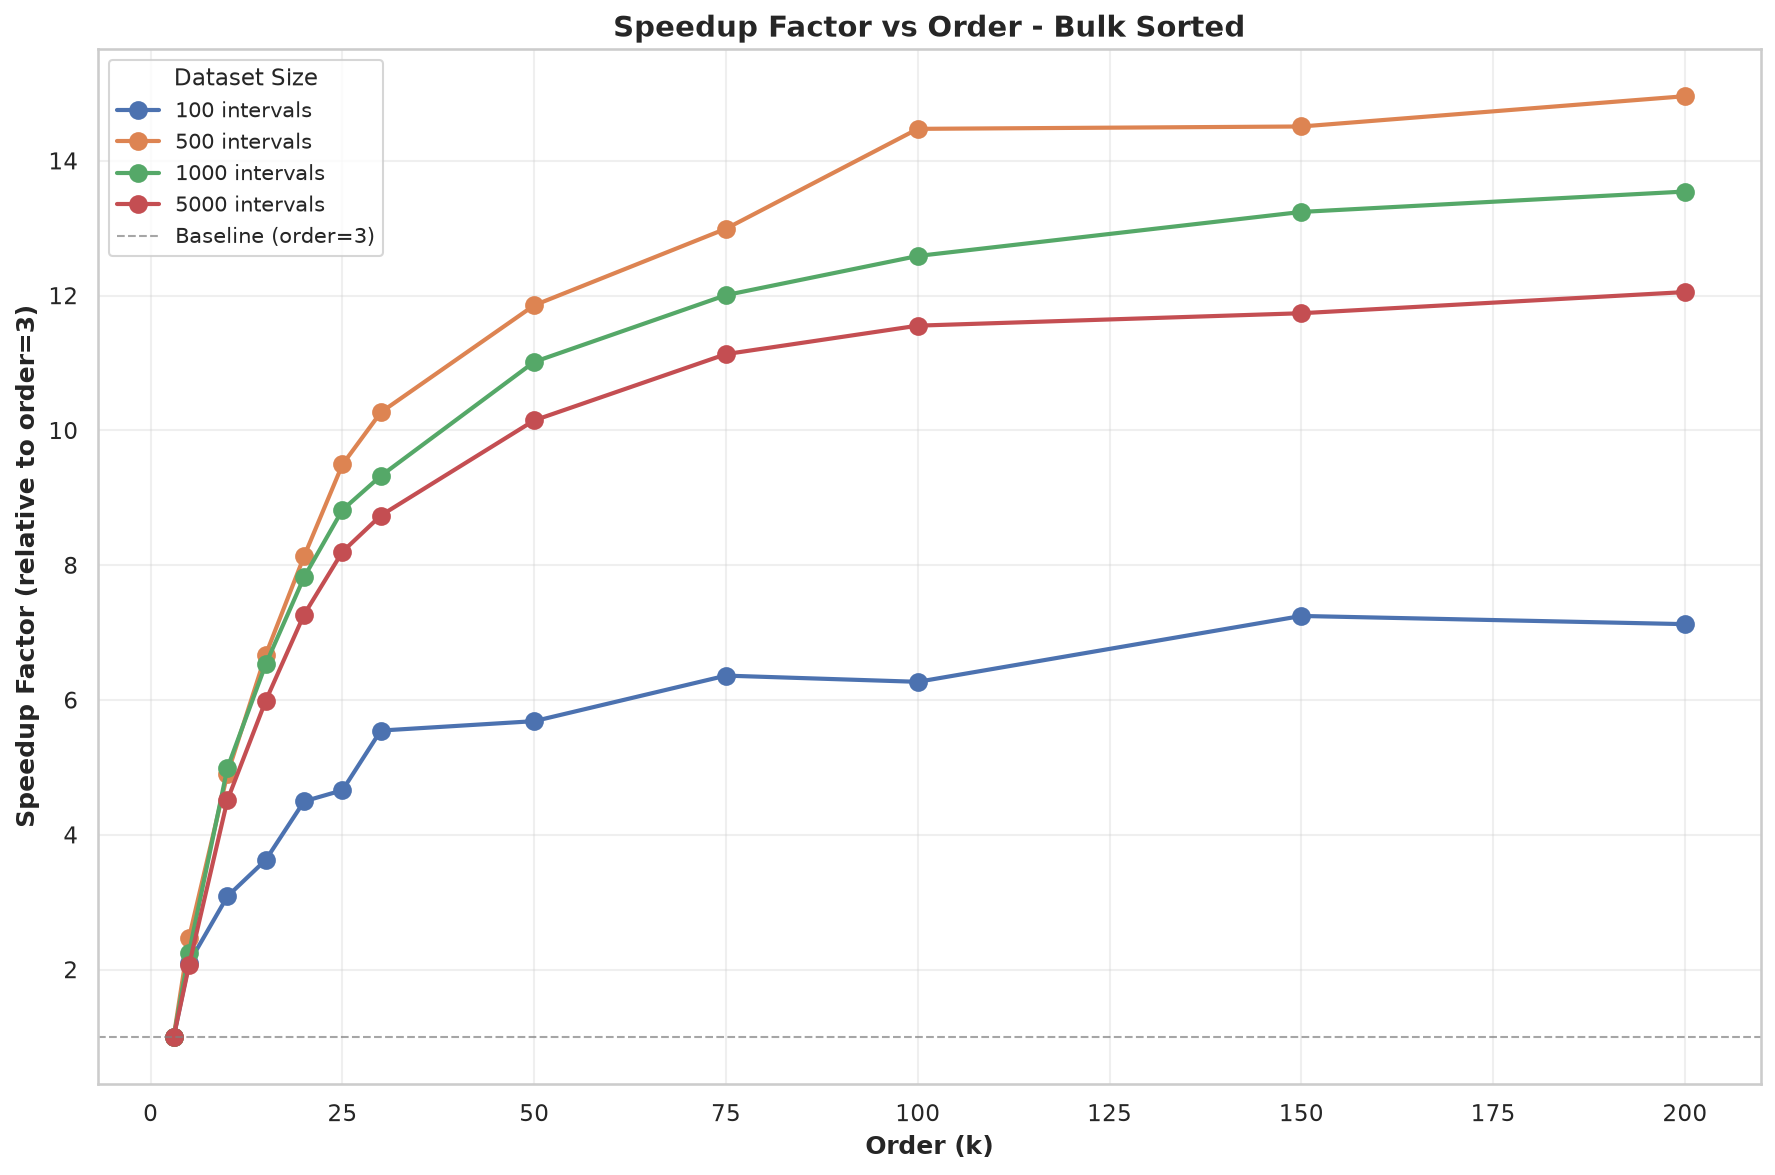 Speedup Factor vs Order - Bulk Sorted
Dataset Size
100 intervals
500 intervals
1000 intervals
5000 intervals
Baseline (order=3)
Speedup Factor (relative to order=3)
14
12
10
8
6
4
2
0 25 50 75 100 125 150 175 200
Order (k)